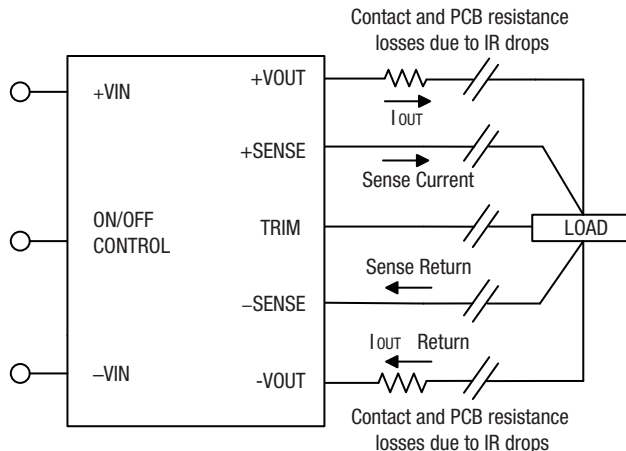 Contact and PCB resistance
losses due to IR drops
+VOUT
+VIN
IOUT
+SENSE
Sense Current
ON/OFF
CONTROL
TRIM
LOAD
Sense Return
−SENSE
IOUT Return
−VIN
-VOUT
Contact and PCB resistance
losses due to IR drops